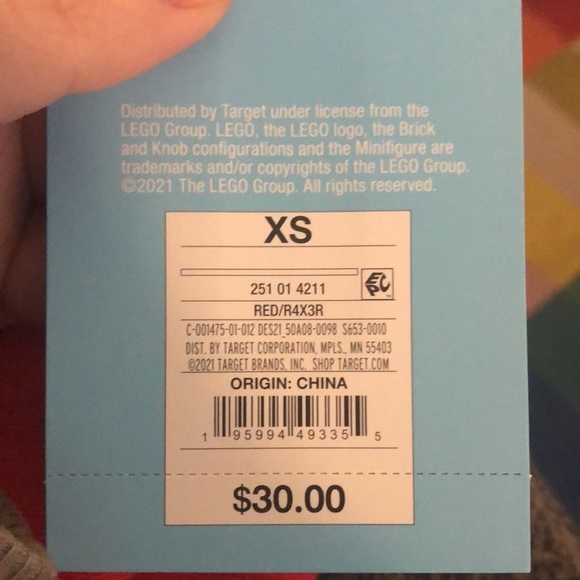 Distributed by Target under license from the
LEGO Group. LEGO, the LEGO logo, the Brick
and Knob configurations and the Minifigure are
trademarks and/or copyrights of the LEGO Group.
©2021 The LEGO Group. All rights reserved.
XS
251 01 4211
EPC
RED/R4X3R
C-001475-01-012 DES21_50A08-0098 S653-0010
DIST. BY TARGET CORPORATION, MPLS., MN 55403
©2021 TARGET BRANDS, INC. SHOP TARGET.COM
ORIGIN: CHINA
1 95994 49335 5
$30.00